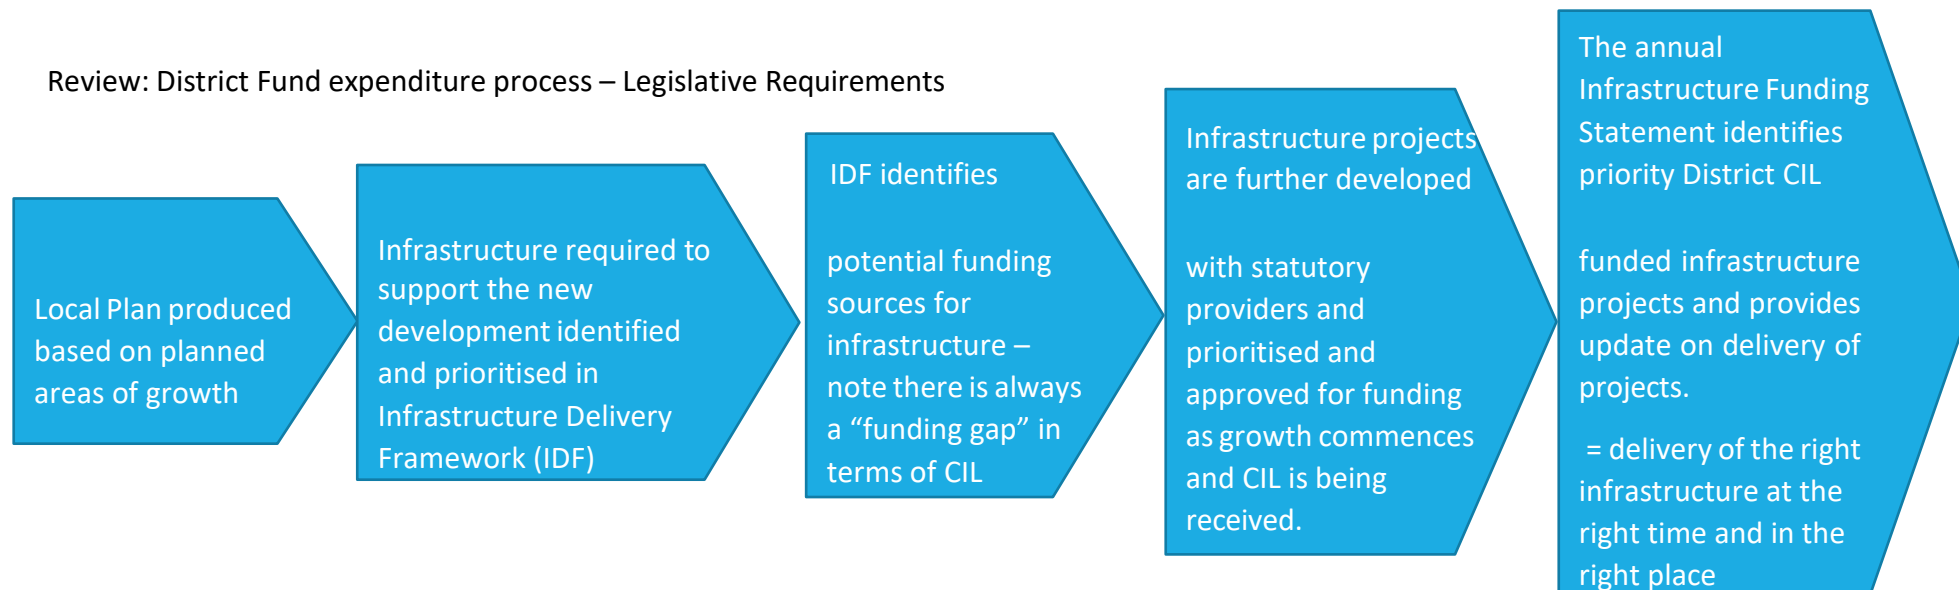 Review: District Fund expenditure process – Legislative Requirements
Local Plan produced
based on planned
areas of growth
Infrastructure required to
support the new
development identified
and prioritised in
Infrastructure Delivery
Framework (IDF)
IDF identifies
potential funding
sources for
infrastructure –
note there is always
a “funding gap” in
terms of CIL
Infrastructure projects
are further developed
with statutory
providers and
prioritised and
approved for funding
as growth commences
and CIL is being
received.
The annual
Infrastructure Funding
Statement identifies
priority District CIL
funded infrastructure
projects and provides
update on delivery of
projects.
= delivery of the right
infrastructure at the
right time and in the
right place